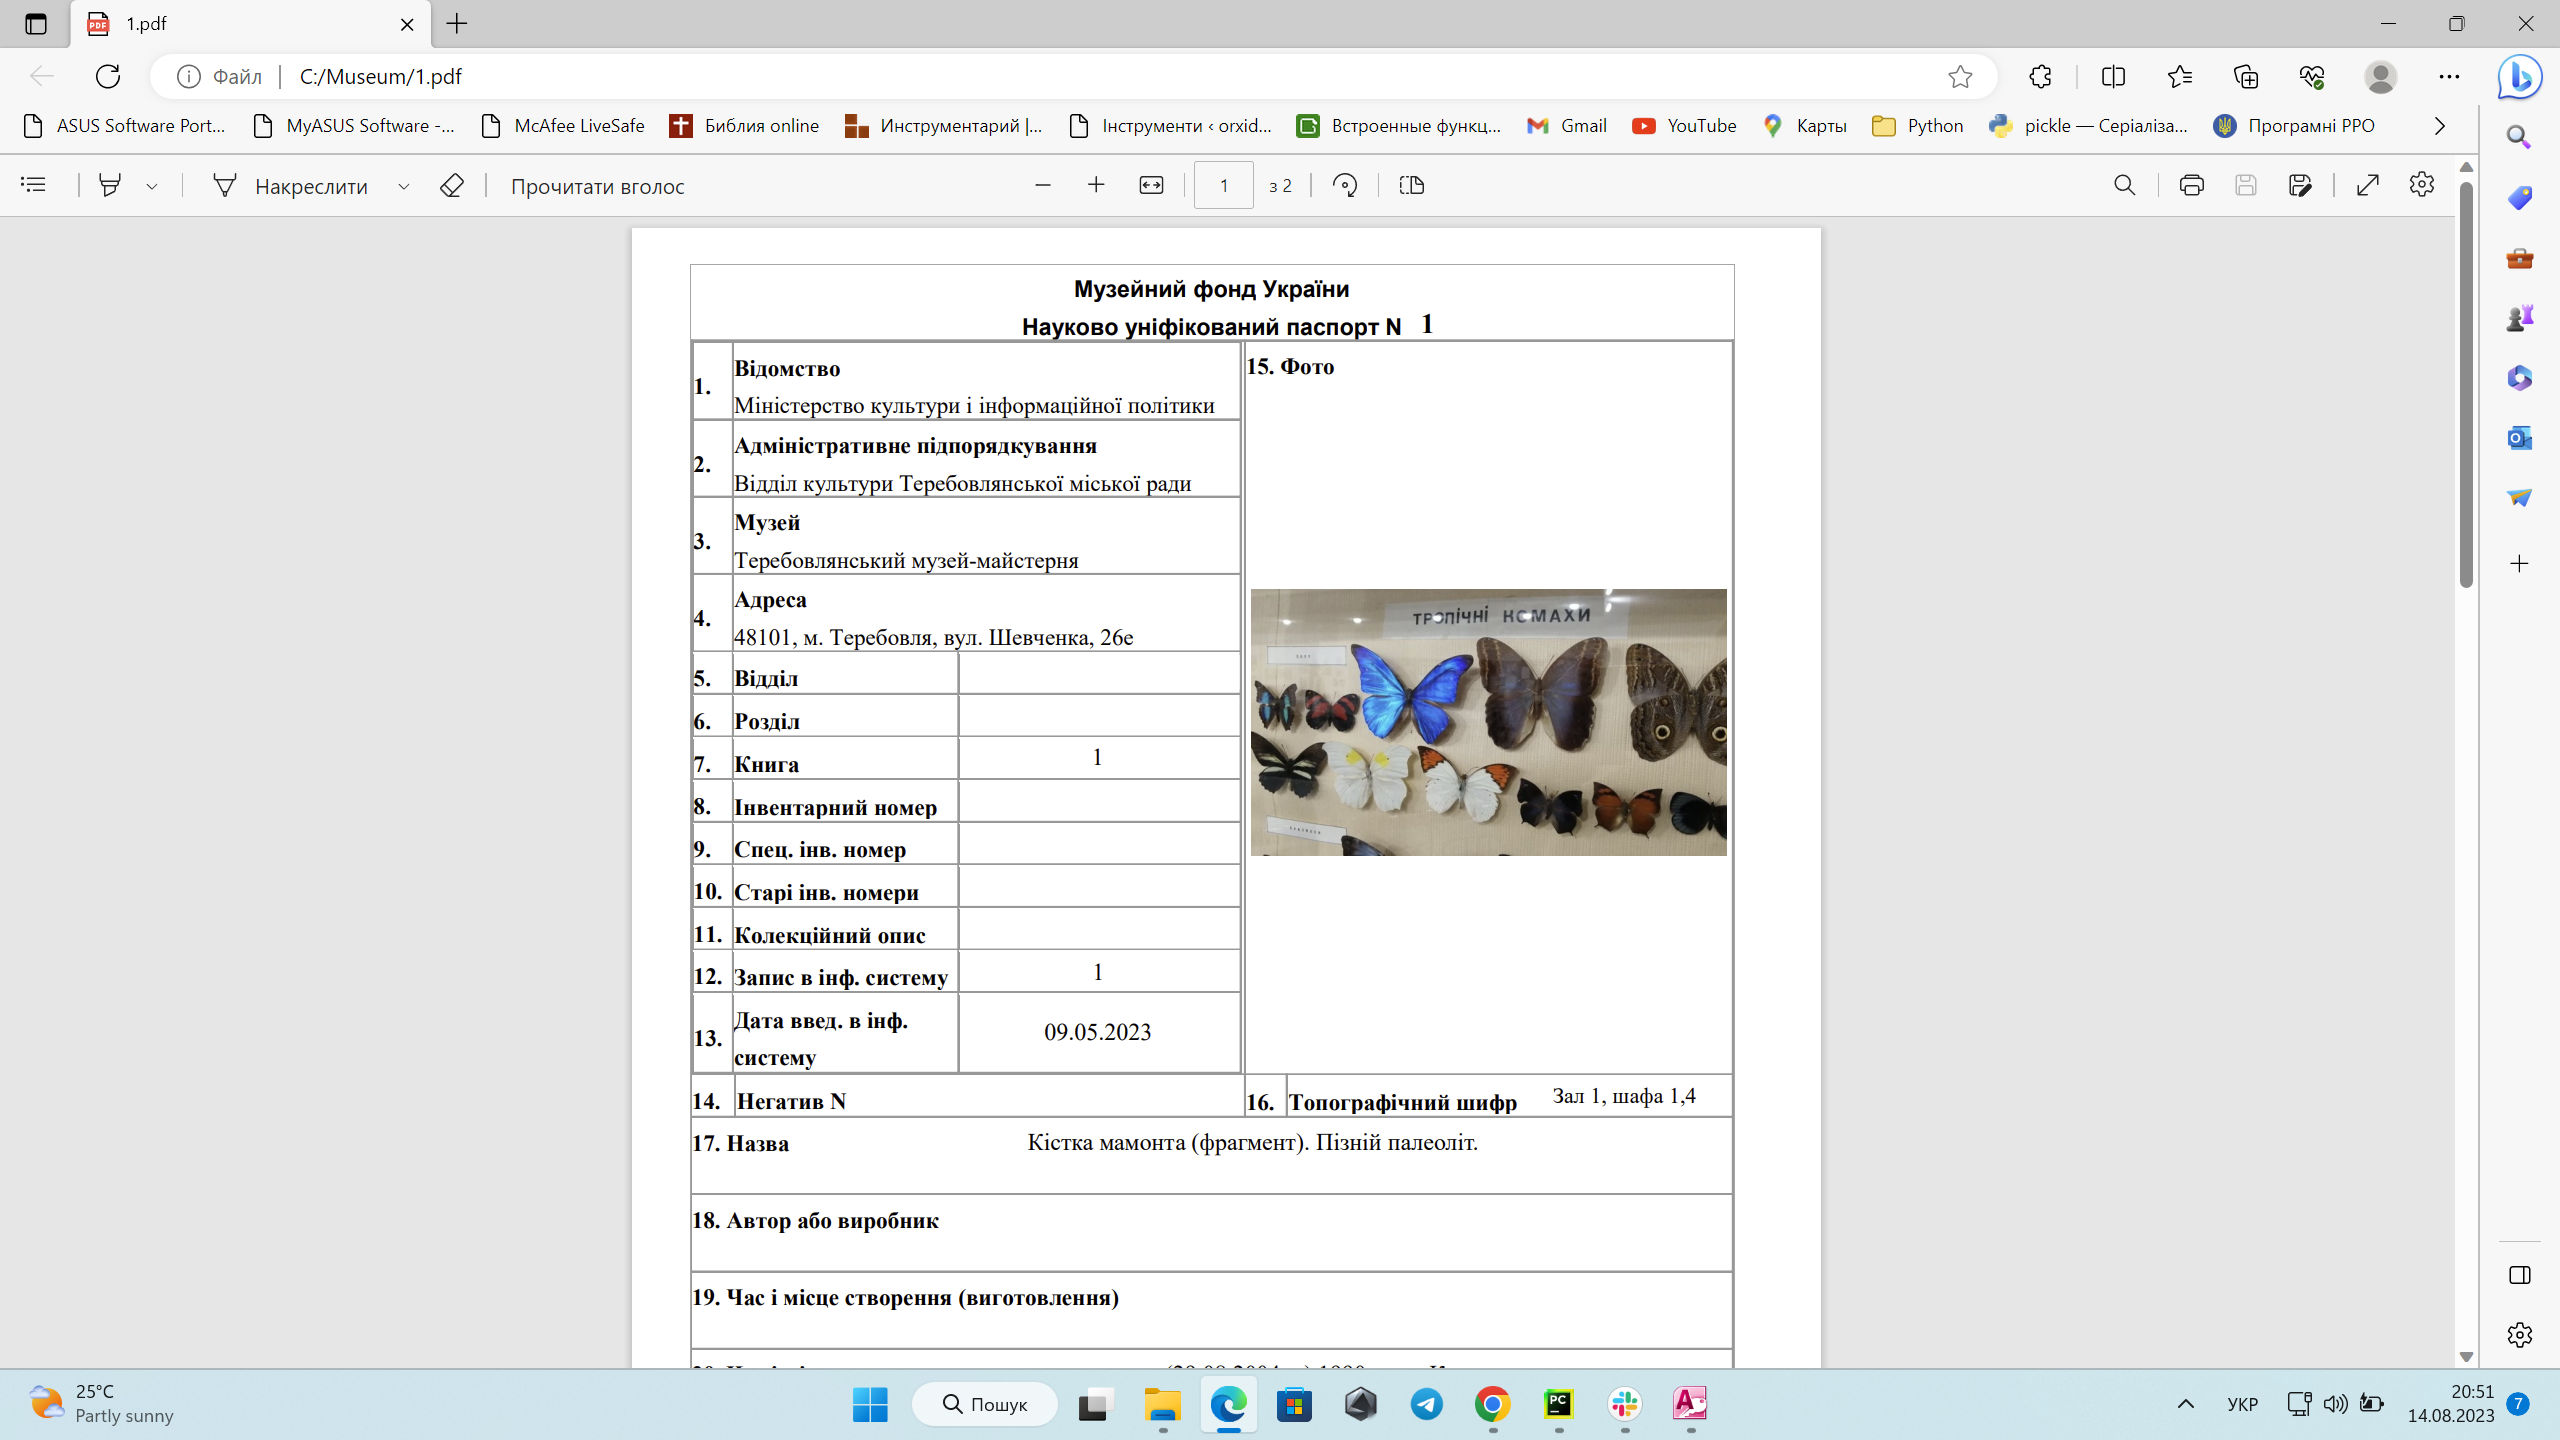 1.pdf
Файл
C:/Museum/1.pdf
ASUS Software Port...
MyASUS Software -...
McAfee LiveSafe
Библия online
Инструментарий |...
Інструменти ‹ orxid...
Встроенные функц...
Gmail
YouTube
Карты
Python
pickle — Серіаліза...
Програмні РРО
Накреслити
Прочитати вголос
1
з 2
Музейний фонд України
Науково уніфікований паспорт N 1
1. Відомство
Міністерство культури і інформаційної політики
2. Адміністративне підпорядкування
Відділ культури Теребовлянської міської ради
3. Музей
Теребовлянський музей-майстерня
4. Адреса
48101, м. Теребовля, вул. Шевченка, 26е
5. Відділ
6. Розділ
7. Книга 1
8. Інвентарний номер
9. Спец. інв. номер
10. Старі інв. номери
11. Колекційний опис
12. Запис в інф. систему 1
13. Дата введ. в інф.
систему
09.05.2023
14. Негатив N
15. Фото
ТРОПІЧНІ КОМАХИ
16. Топографічний шифр Зал 1, шафа 1,4
17. Назва Кістка мамонта (фрагмент). Пізній палеоліт.
18. Автор або виробник
19. Час і місце створення (виготовлення)
25°C
Partly sunny
Пошук
УКР
20:51
14.08.2023
7